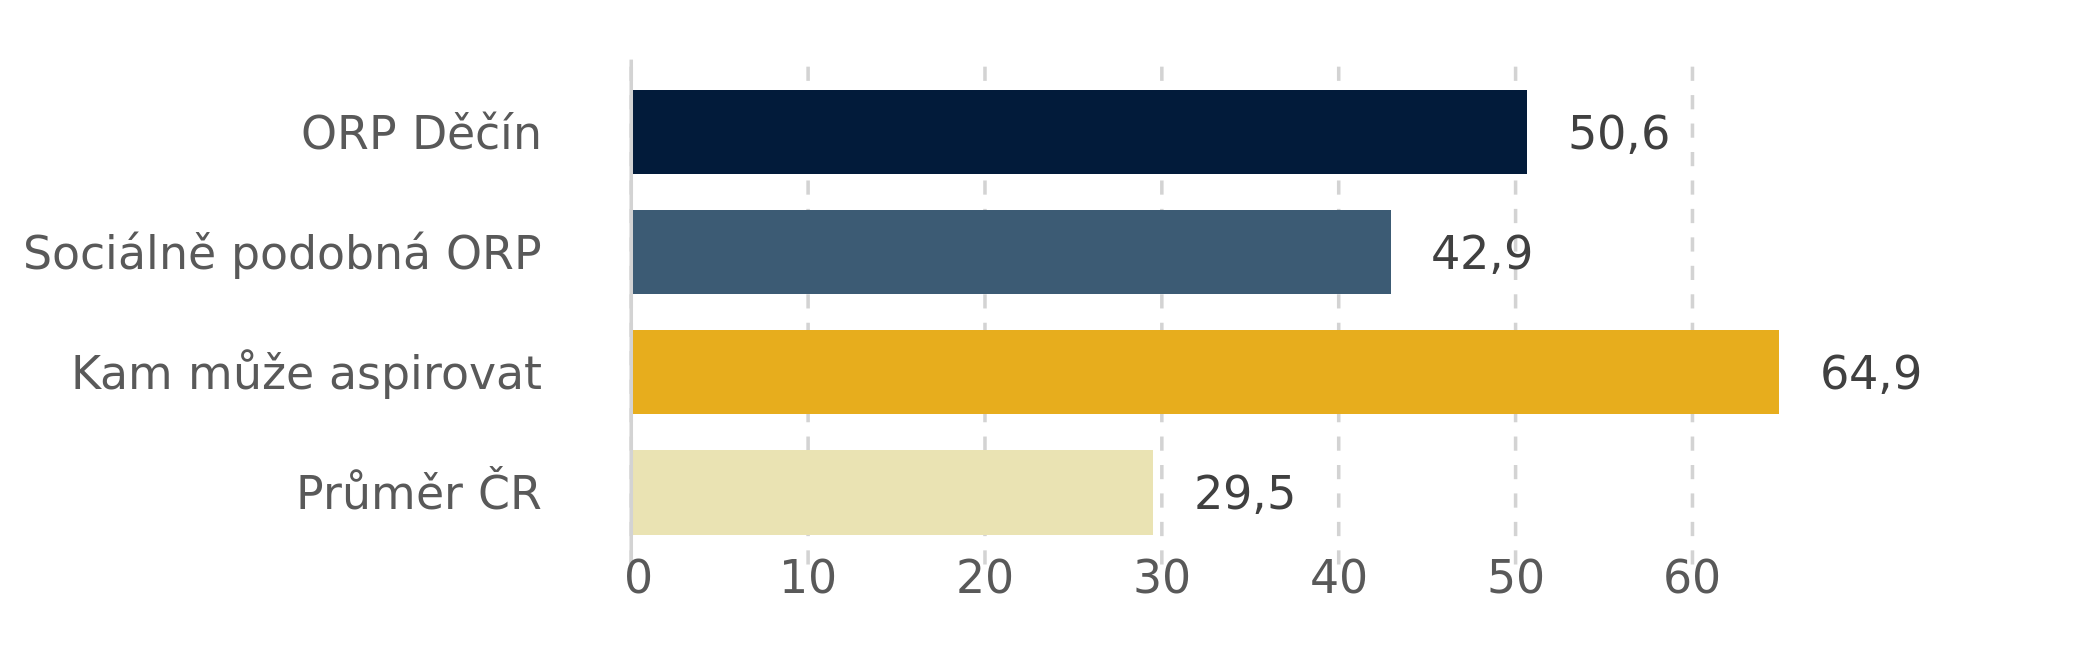 ORP Děčín 50,6
Sociálně podobná ORP 42,9
Kam může aspirovat 64,9
Průměr ČR 29,5
0 10 20 30 40 50 60